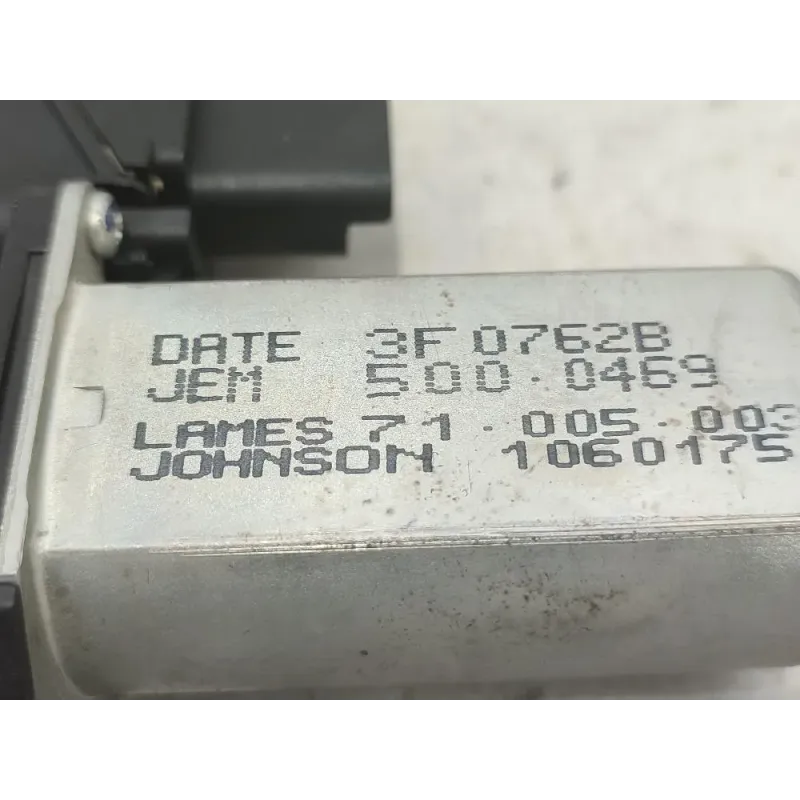 DATE 3F 0762B
JEM 500.0469
LAMES 71.005.003
JOHNSON 1060175